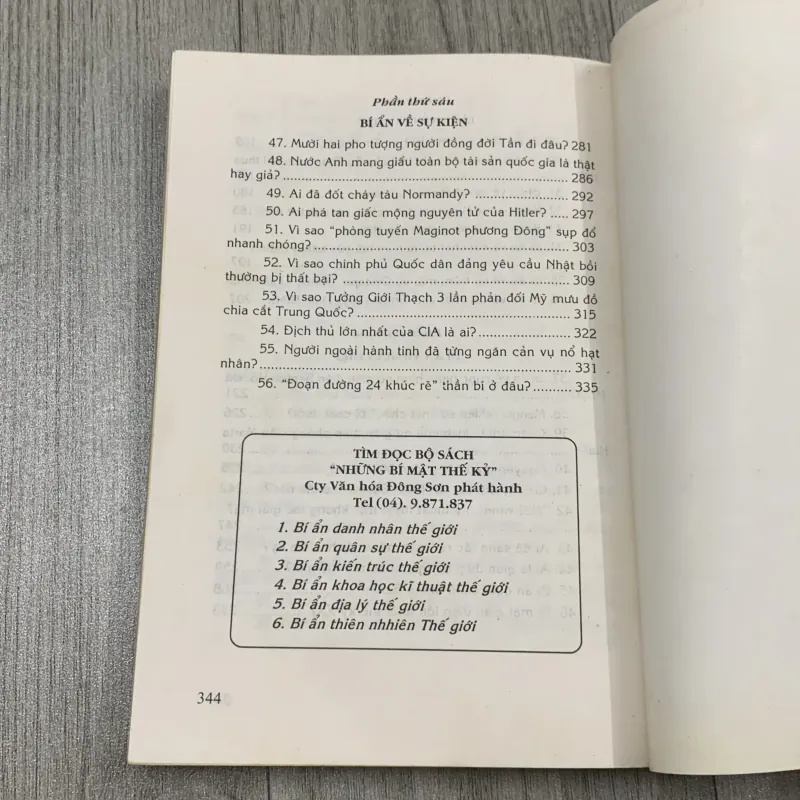 Phần thứ sáu
BÍ ẨN VỀ SỰ KIỆN
47. Mười hai pho tượng người đồng đời Tần đi đâu? 281
48. Nước Anh mang giấu toàn bộ tài sản quốc gia là thật
hay giả? ........ 286
49. Ai đã đốt cháy tàu Normandy? ........ 292
50. Ai phá tan giấc mộng nguyên tử của Hitler? .... 297
51. Vì sao “phòng tuyến Maginot phương Đông” sụp đổ
nhanh chóng? ........ 303
52. Vì sao chính phủ Quốc dân đảng yêu cầu Nhật bồi
thường bị thất bại? ........ 309
53. Vì sao Tưởng Giới Thạch 3 lần phản đối Mỹ mưu đồ
chia cắt Trung Quốc? ........ 315
54. Địch thủ lớn nhất của CIA là ai? ........ 322
55. Người ngoài hành tinh đã từng ngăn cản vụ nổ hạt
nhân? ........ 331
56. “Đoạn đường 24 khúc rẽ” thần bí ở đâu? ........ 335
TÌM ĐỌC BỘ SÁCH
“NHỮNG BÍ MẬT THẾ KỶ”
Cty Văn hóa Đông Sơn phát hành
Tel (04). 9.871.837
1. Bí ẩn danh nhân thế giới
2. Bí ẩn quân sự thế giới
3. Bí ẩn kiến trúc thế giới
4. Bí ẩn khoa học kĩ thuật thế giới
5. Bí ẩn địa lý thế giới
6. Bí ẩn thiên nhhiên Thế giới
344